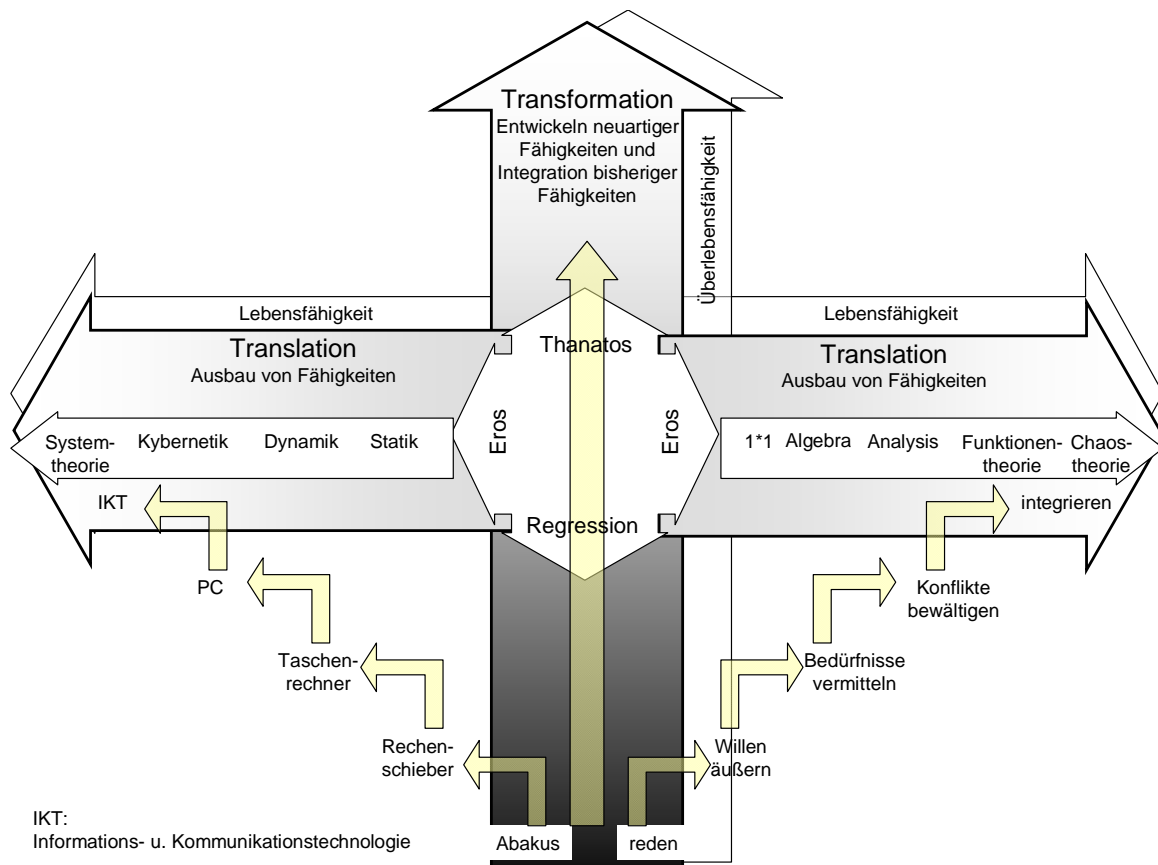 Transformation
Entwickeln neuartiger
Fähigkeiten und
Integration bisheriger
Fähigkeiten
Überlebensfähigkeit
Lebensfähigkeit
Lebensfähigkeit
Translation
Ausbau von Fähigkeiten
Thanatos
Translation
Ausbau von Fähigkeiten
Eros
Eros
System-
theorie
Kybernetik
Dynamik
Statik
1*1
Algebra
Analysis
Funktionen-
theorie
Chaos-
theorie
IKT
Regression
integrieren
PC
Konflikte
bewältigen
Taschen-
rechner
Bedürfnisse
vermitteln
Rechen-
schieber
Willen
äußern
IKT:
Informations- u. Kommunikationstechnologie
Abakus
reden